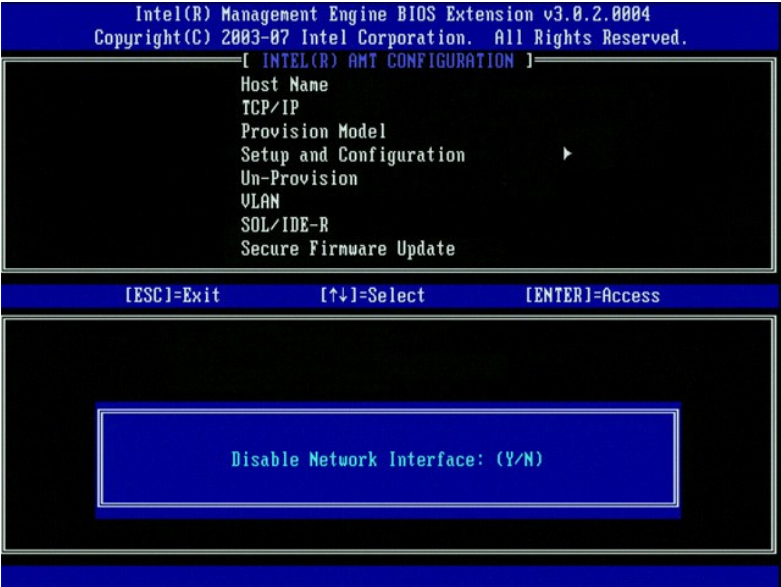 Intel(R) Management Engine BIOS Extension v3.0.2.0004
Copyright(C) 2003-07 Intel Corporation. All Rights Reserved.
[ INTEL(R) AMT CONFIGURATION ]
Host Name
TCP/IP
Provision Model
Setup and Configuration
Un-Provision
VLAN
SOL/IDE-R
Secure Firmware Update
[ESC]=Exit [↑↓]=Select [ENTER]=Access
Disable Network Interface: (Y/N)